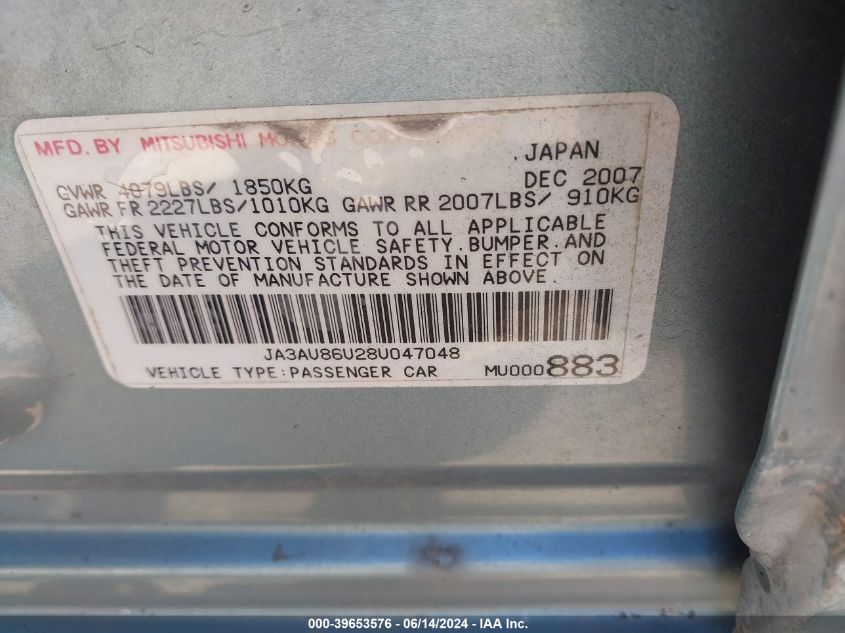 MFD. BY MITSUBISHI
JAPAN
GVWR 4079LBS/ 1850KG DEC 2007
GAWR FR 2227LBS/1010KG GAWR RR 2007LBS/ 910KG
THIS VEHICLE CONFORMS TO ALL APPLICABLE
FEDERAL MOTOR VEHICLE SAFETY.BUMPER.AND
THEFT PREVENTION STANDARDS IN EFFECT ON
THE DATE OF MANUFACTURE SHOWN ABOVE.
JA3AU86U28U047048
VEHICLE TYPE:PASSENGER CAR MU000883
000-39653576 - 06/14/2024 - IAA Inc.